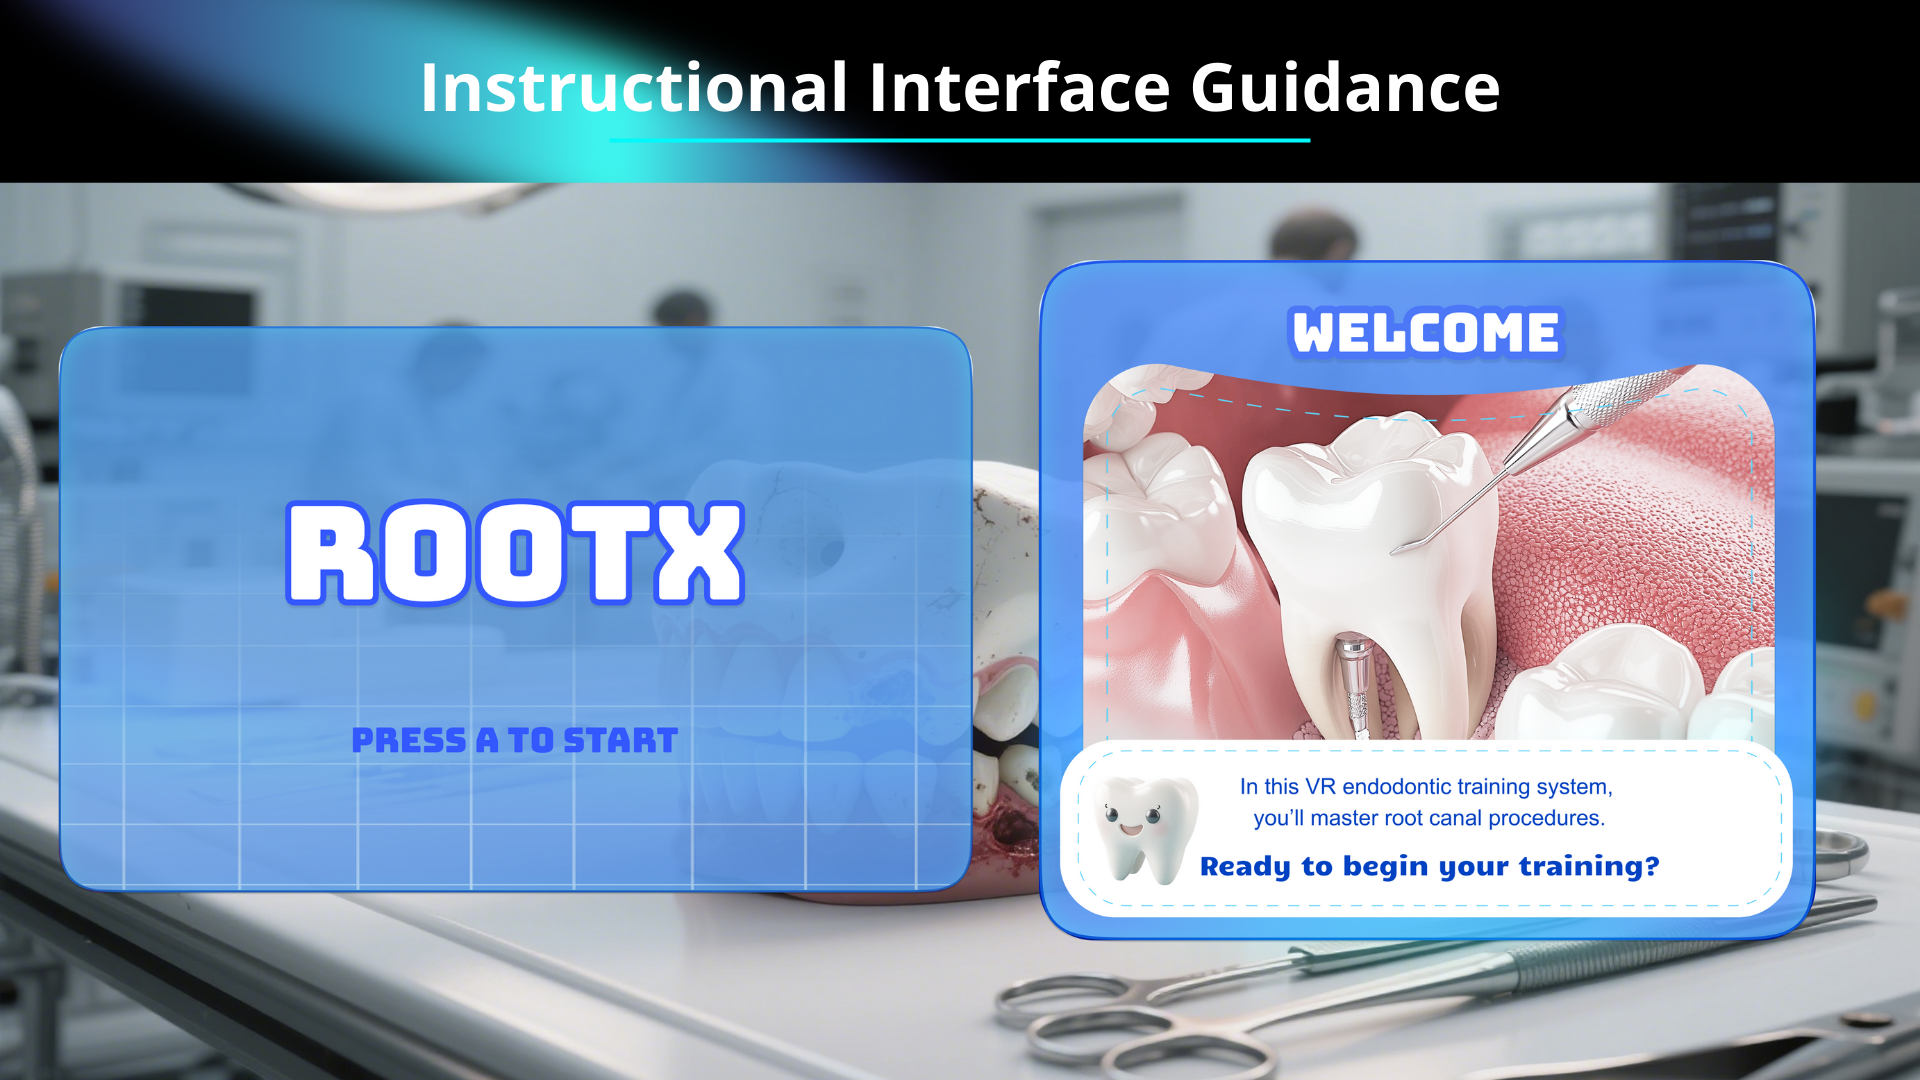 Instructional Interface Guidance
ROOTX
PRESS A TO START
WELCOME
In this VR endodontic training system,
you’ll master root canal procedures.
Ready to begin your training?